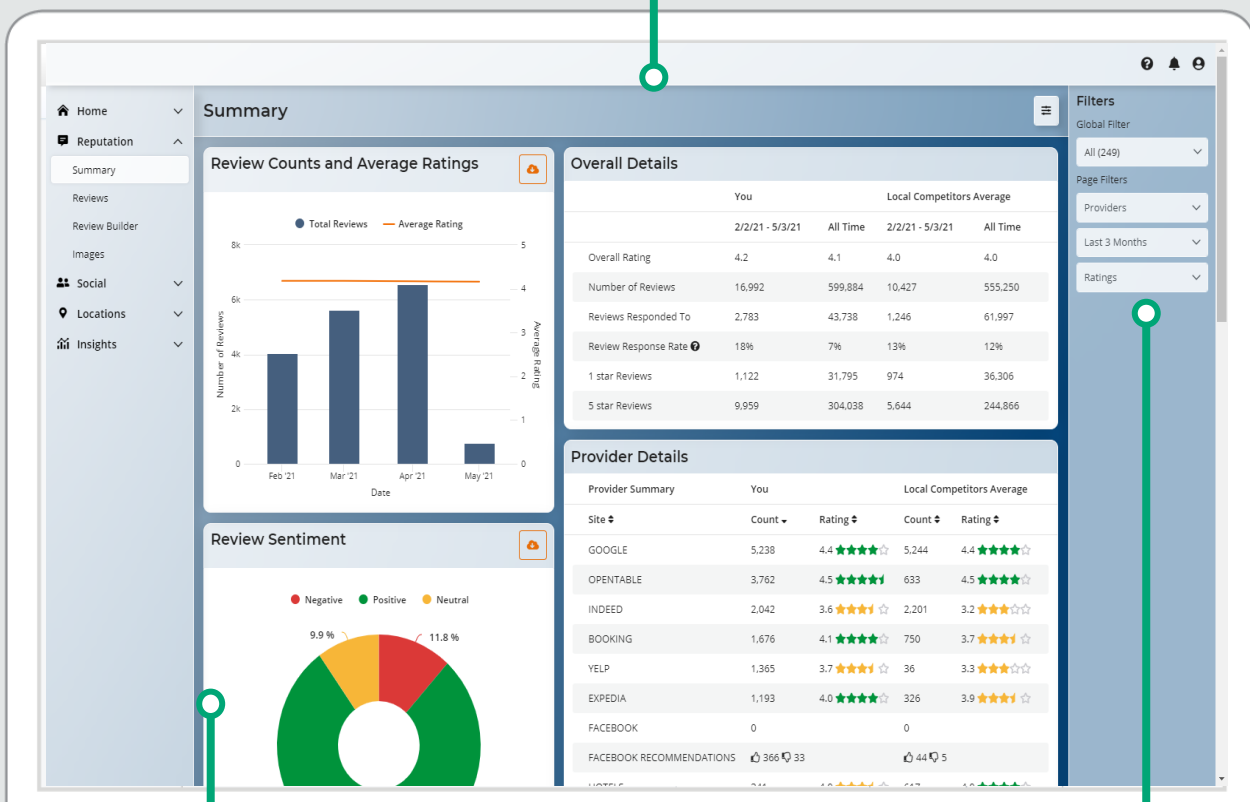 Home
Reputation
Summary
Reviews
Review Builder
Images
Social
Locations
Insights
Summary
Review Counts and Average Ratings
Total Reviews Average Rating
8k
6k
4k
2k
0
Number of Reviews
5
4
3
2
1
0
Average Rating
Feb '21 Mar '21 Apr '21 May '21
Date
Review Sentiment
Negative Positive Neutral
9.9 % 11.8 %
Overall Details
You Local Competitors Average
2/2/21 - 5/3/21 All Time 2/2/21 - 5/3/21 All Time
Overall Rating 4.2 4.1 4.0 4.0
Number of Reviews 16,992 599,884 10,427 555,250
Reviews Responded To 2,783 43,738 1,246 61,997
Review Response Rate 18% 7% 13% 12%
1 star Reviews 1,122 31,795 974 36,306
5 star Reviews 9,959 304,038 5,644 244,866
Provider Details
Provider Summary You Local Competitors Average
Site Count Rating Count Rating
GOOGLE 5,238 4.4 5,244 4.4
OPENTABLE 3,762 4.5 633 4.5
INDEED 2,042 3.6 2,201 3.2
BOOKING 1,676 4.1 750 3.7
YELP 1,365 3.7 36 3.3
EXPEDIA 1,193 4.0 326 3.9
FACEBOOK 0 0
FACEBOOK RECOMMENDATIONS 366 33 44 5
Filters
Global Filter
All (249)
Page Filters
Providers
Last 3 Months
Ratings